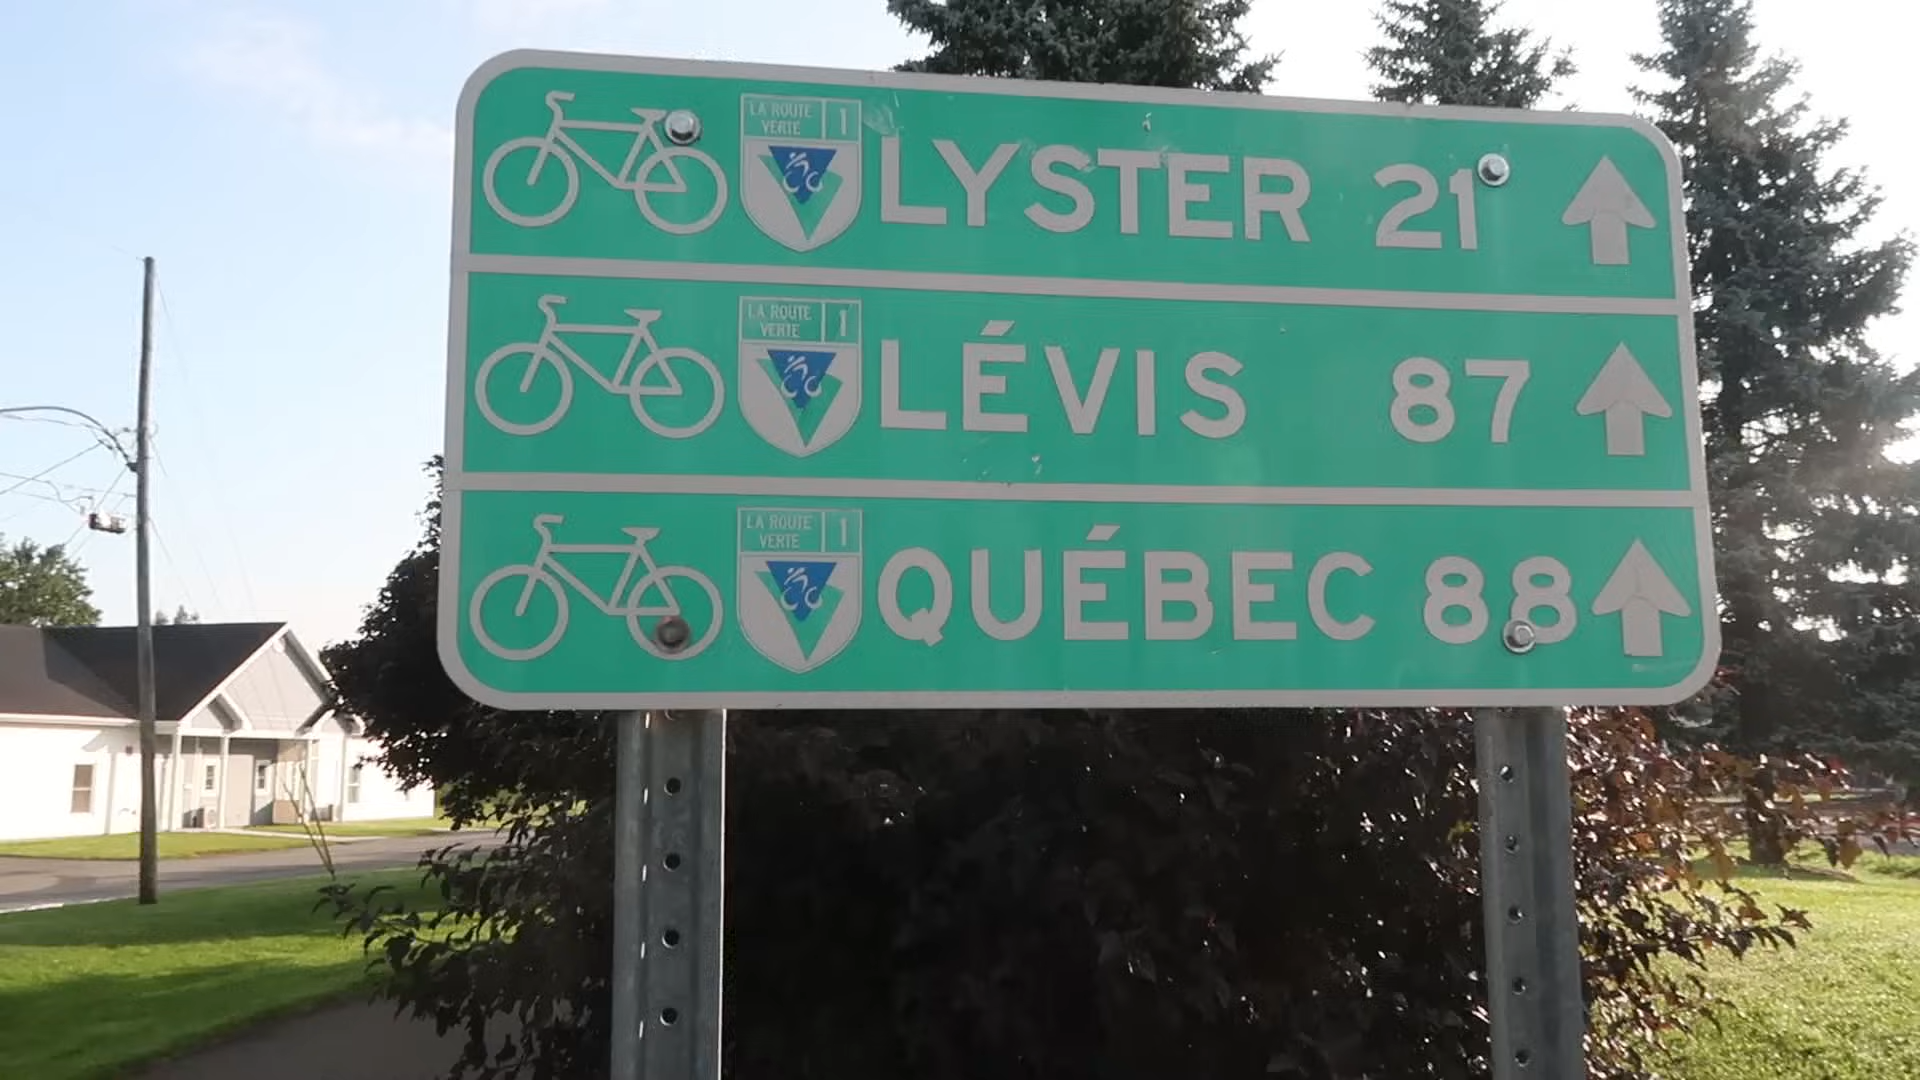 LA ROUTE VERTE 1 LYSTER 21
LA ROUTE VERTE 1 LÉVIS 87
LA ROUTE VERTE 1 QUÉBEC 88